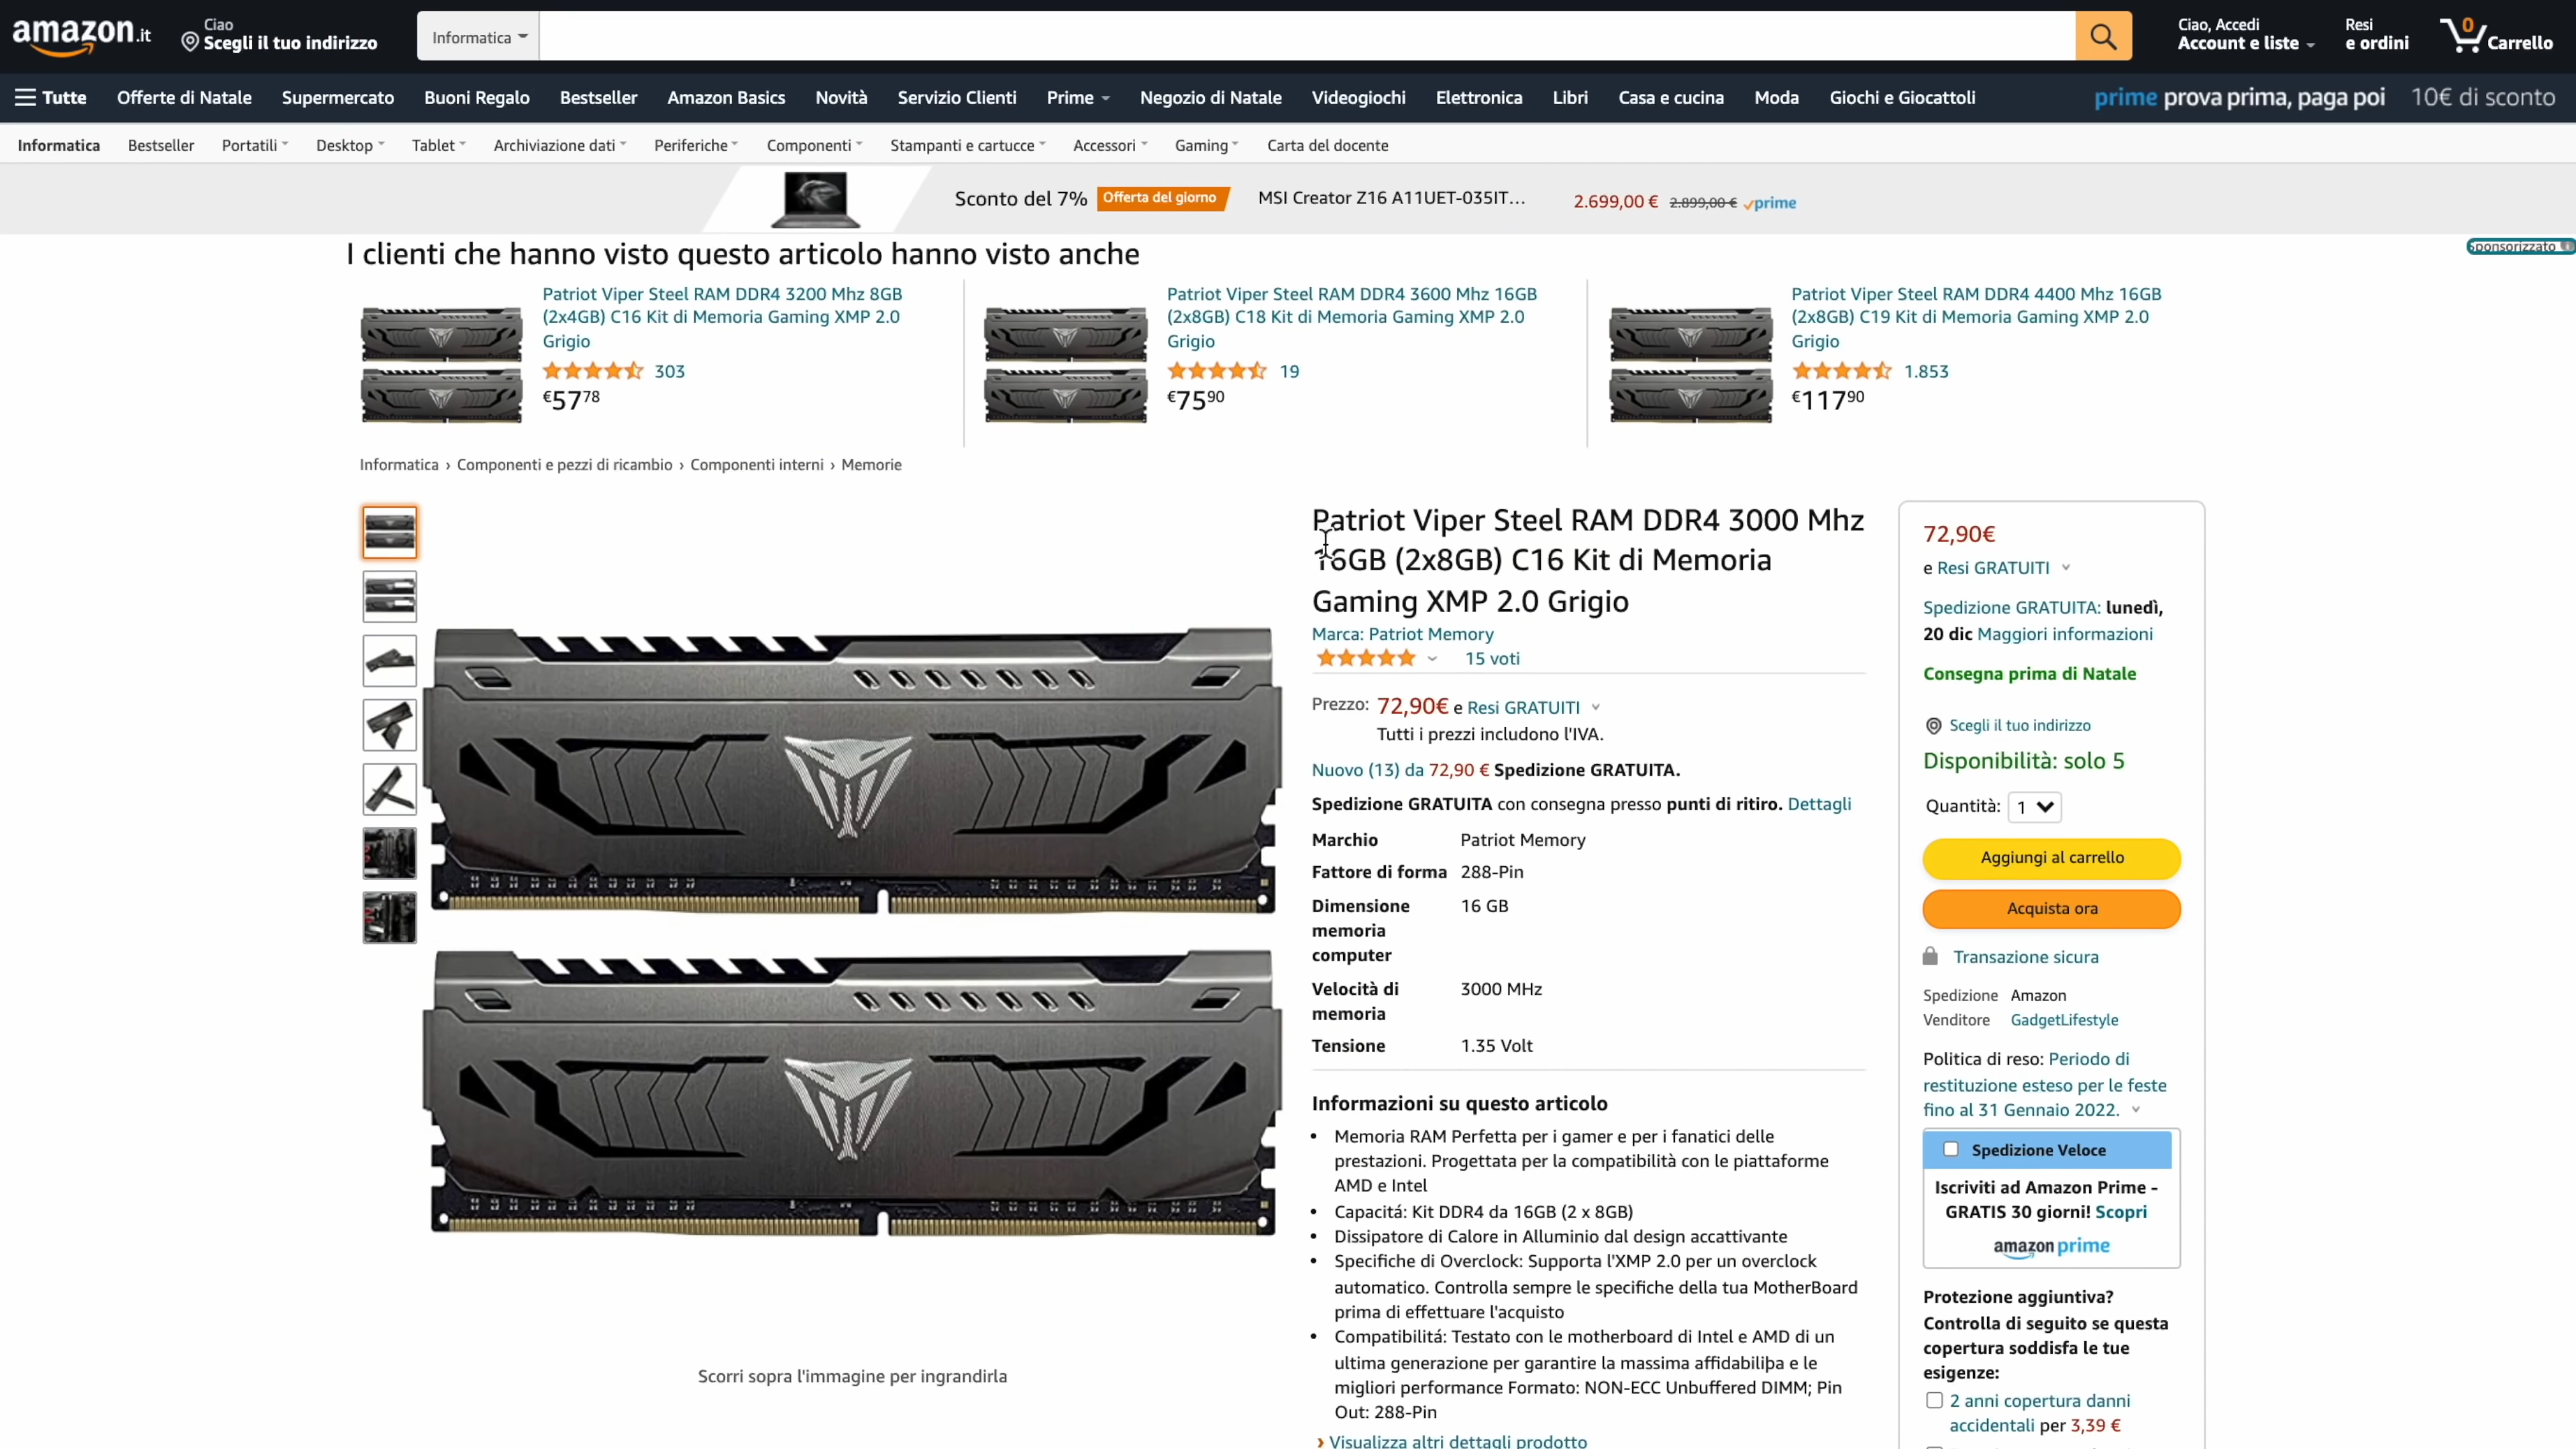 amazon.it
Ciao
Scegli il tuo indirizzo
Informatica
Ciao, Accedi
Account e liste
Resi
e ordini
0
Carrello
Tutte
Offerte di Natale
Supermercato
Buoni Regalo
Bestseller
Amazon Basics
Novità
Servizio Clienti
Prime
Negozio di Natale
Videogiochi
Elettronica
Libri
Casa e cucina
Moda
Giochi e Giocattoli
prime prova prima, paga poi
10€ di sconto
Informatica
Bestseller
Portatili
Desktop
Tablet
Archiviazione dati
Periferiche
Componenti
Stampanti e cartucce
Accessori
Gaming
Carta del docente
Sconto del 7%
Offerta del giorno
MSI Creator Z16 A11UET-035IT…
2.699,00 € 2.899,00 € prime
I clienti che hanno visto questo articolo hanno visto anche
Sponsorizzato
Patriot Viper Steel RAM DDR4 3200 Mhz 8GB
(2x4GB) C16 Kit di Memoria Gaming XMP 2.0
Grigio
303
€5778
Patriot Viper Steel RAM DDR4 3600 Mhz 16GB
(2x8GB) C18 Kit di Memoria Gaming XMP 2.0
Grigio
19
€7590
Patriot Viper Steel RAM DDR4 4400 Mhz 16GB
(2x8GB) C19 Kit di Memoria Gaming XMP 2.0
Grigio
1.853
€11790
Informatica › Componenti e pezzi di ricambio › Componenti interni › Memorie
Scorri sopra l'immagine per ingrandirla
Patriot Viper Steel RAM DDR4 3000 Mhz
16GB (2x8GB) C16 Kit di Memoria
Gaming XMP 2.0 Grigio
Marca: Patriot Memory
15 voti
Prezzo: 72,90€ e Resi GRATUITI
Tutti i prezzi includono l'IVA.
Nuovo (13) da 72,90 € Spedizione GRATUITA.
Spedizione GRATUITA con consegna presso punti di ritiro. Dettagli
Marchio Patriot Memory
Fattore di forma 288-Pin
Dimensione 16 GB
memoria
computer
Velocità di 3000 MHz
memoria
Tensione 1.35 Volt
Informazioni su questo articolo
• Memoria RAM Perfetta per i gamer e per i fanatici delle
prestazioni. Progettata per la compatibilità con le piattaforme
AMD e Intel
• Capacitá: Kit DDR4 da 16GB (2 x 8GB)
• Dissipatore di Calore in Alluminio dal design accattivante
• Specifiche di Overclock: Supporta l'XMP 2.0 per un overclock
automatico. Controlla sempre le specifiche della tua MotherBoard
prima di effettuare l'acquisto
• Compatibilitá: Testato con le motherboard di Intel e AMD di un
ultima generazione per garantire la massima affidabiliþa e le
migliori performance Formato: NON-ECC Unbuffered DIMM; Pin
Out: 288-Pin
› Visualizza altri dettagli prodotto
72,90€
e Resi GRATUITI
Spedizione GRATUITA: lunedì,
20 dic Maggiori informazioni
Consegna prima di Natale
Scegli il tuo indirizzo
Disponibilità: solo 5
Quantità: 1
Aggiungi al carrello
Acquista ora
Transazione sicura
Spedizione Amazon
Venditore GadgetLifestyle
Politica di reso: Periodo di
restituzione esteso per le feste
fino al 31 Gennaio 2022.
Spedizione Veloce
Iscriviti ad Amazon Prime -
GRATIS 30 giorni! Scopri
amazon prime
Protezione aggiuntiva?
Controlla di seguito se questa
copertura soddisfa le tue
esigenze:
2 anni copertura danni
accidentali per 3,39 €